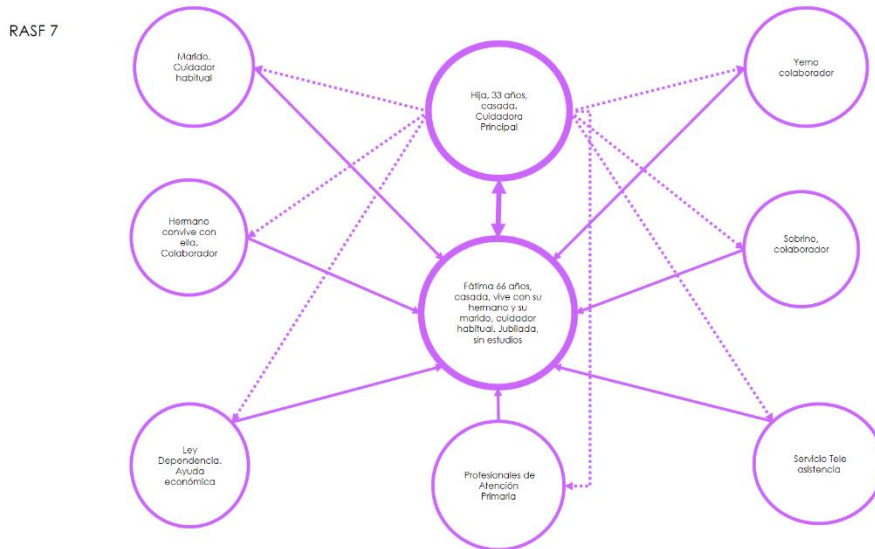 RASF 7
Marido.
Cuidador
habitual
Hija, 33 años,
casada.
Cuidadora
Principal
Yerno
colaborador
Hermano
convive con
ella.
Colaborador
Fátima 66 años,
casada, vive con su
hermano y su
marido, cuidador
habitual. Jubilada,
sin estudios
Sobrino,
colaborador
Ley
Dependencia.
Ayuda
económica
Profesionales de
Atención
Primaria
Servicio Tele
asistencia